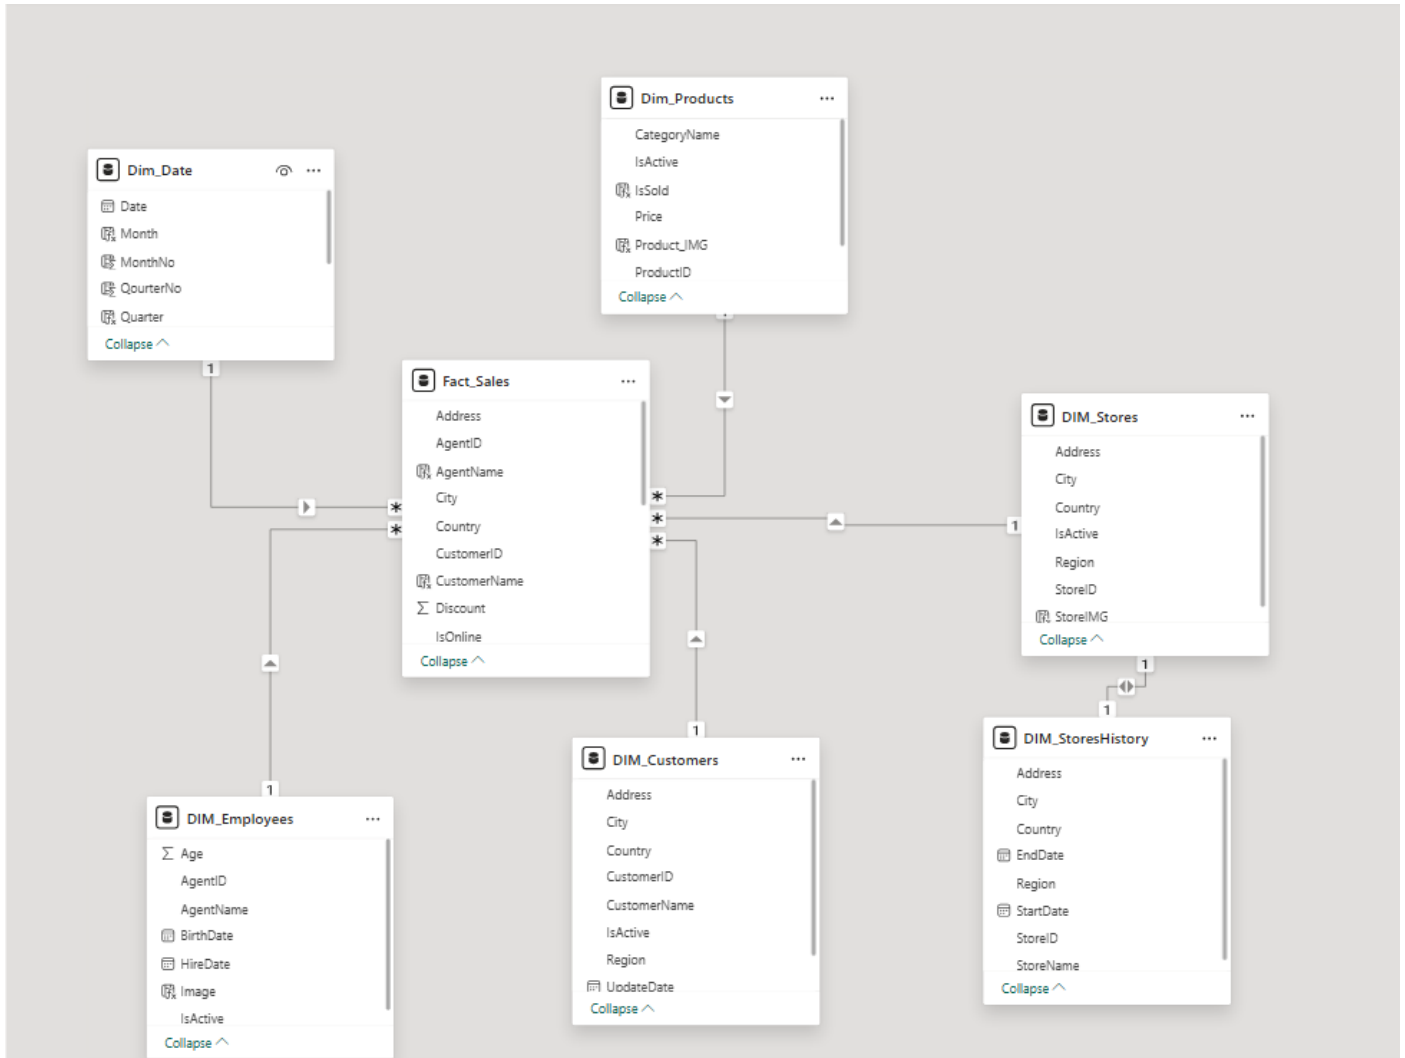 Dim_Products
CategoryName
IsActive
IsSold
Price
Product_IMG
ProductID
Collapse
Dim_Date
Date
Month
MonthNo
QourterNo
Quarter
Collapse
1
Fact_Sales
Address
AgentID
AgentName
City
Country
CustomerID
CustomerName
Discount
IsOnline
Collapse
*
*
*
*
*
DIM_Stores
Address
City
Country
IsActive
Region
StoreID
StoreIMG
Collapse
1
1
1
DIM_StoresHistory
Address
City
Country
EndDate
Region
StartDate
StoreID
StoreName
Collapse
1
DIM_Customers
Address
City
Country
CustomerID
CustomerName
IsActive
Region
UpdateDate
Collapse
1
DIM_Employees
Age
AgentID
AgentName
BirthDate
HireDate
Image
IsActive
Collapse